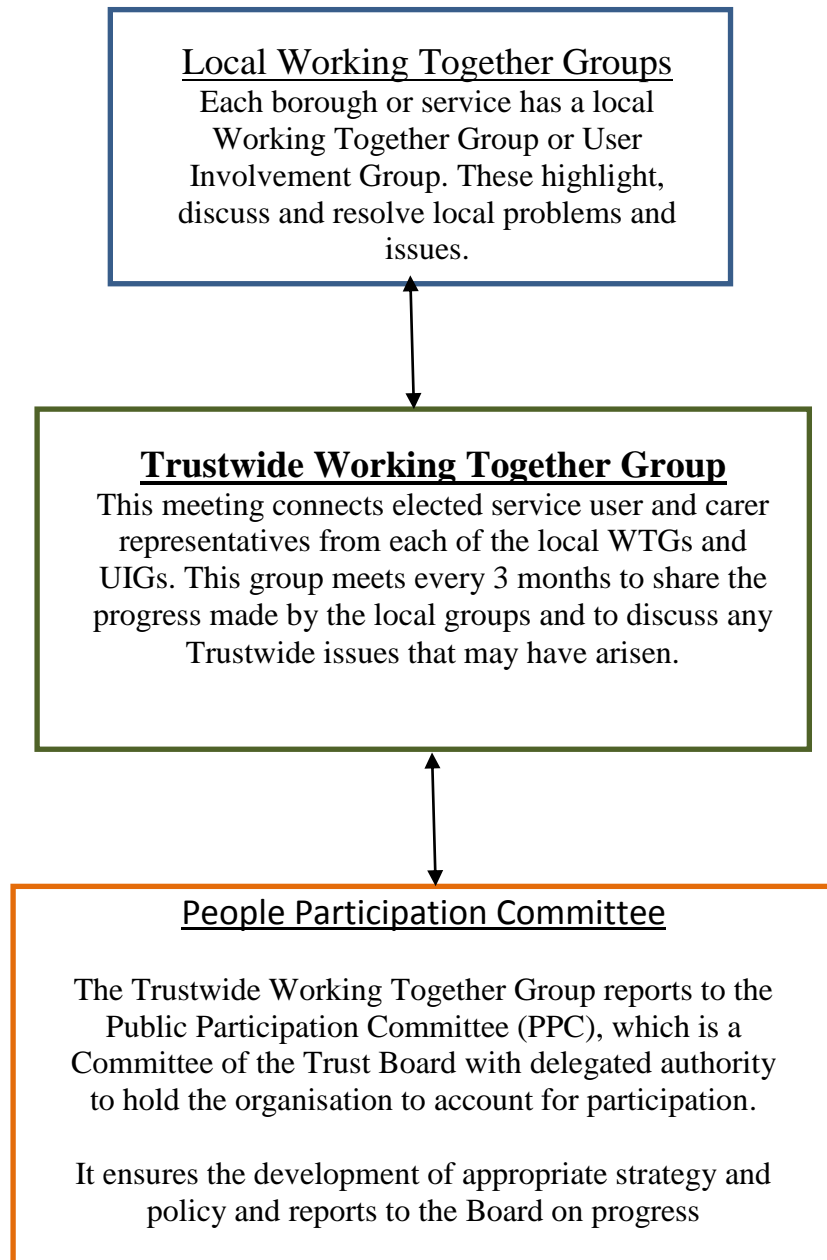 Local Working Together Groups
Each borough or service has a local
Working Together Group or User
Involvement Group. These highlight,
discuss and resolve local problems and
issues.
Trustwide Working Together Group
This meeting connects elected service user and carer
representatives from each of the local WTGs and
UIGs. This group meets every 3 months to share the
progress made by the local groups and to discuss any
Trustwide issues that may have arisen.
People Participation Committee
The Trustwide Working Together Group reports to the
Public Participation Committee (PPC), which is a
Committee of the Trust Board with delegated authority
to hold the organisation to account for participation.
It ensures the development of appropriate strategy and
policy and reports to the Board on progress